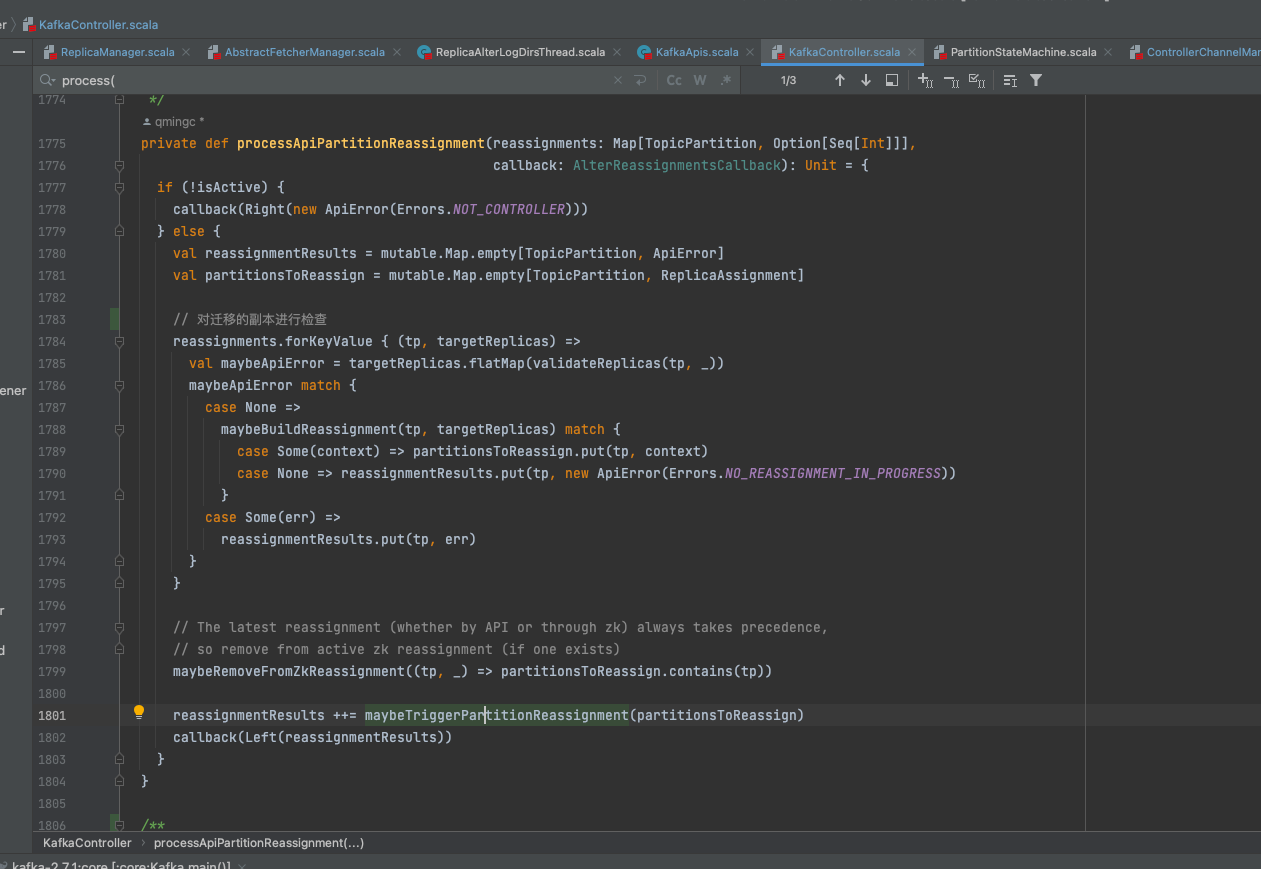 er › KafkaController.scala
ReplicaManager.scala × AbstractFetcherManager.scala × ReplicaAlterLogDirsThread.scala × KafkaApis.scala × KafkaController.scala × PartitionStateMachine.scala × ControllerChannelMar
process( × Cc W .* 1/3
1774 */
qmingc *
1775 private def processApiPartitionReassignment(reassignments: Map[TopicPartition, Option[Seq[Int]]],
1776 callback: AlterReassignmentsCallback): Unit = {
1777 if (!isActive) {
1778 callback(Right(new ApiError(Errors.NOT_CONTROLLER)))
1779 } else {
1780 val reassignmentResults = mutable.Map.empty[TopicPartition, ApiError]
1781 val partitionsToReassign = mutable.Map.empty[TopicPartition, ReplicaAssignment]
1782
1783 // 对迁移的副本进行检查
1784 reassignments.forKeyValue { (tp, targetReplicas) =>
1785 val maybeApiError = targetReplicas.flatMap(validateReplicas(tp, _))
1786 maybeApiError match {
ener
1787 case None =>
1788 maybeBuildReassignment(tp, targetReplicas) match {
1789 case Some(context) => partitionsToReassign.put(tp, context)
1790 case None => reassignmentResults.put(tp, new ApiError(Errors.NO_REASSIGNMENT_IN_PROGRESS))
1791 }
1792 case Some(err) =>
1793 reassignmentResults.put(tp, err)
1794 }
1795 }
1796
r
1797 // The latest reassignment (whether by API or through zk) always takes precedence,
1798 // so remove from active zk reassignment (if one exists)
d
1799 maybeRemoveFromZkReassignment((tp, _) => partitionsToReassign.contains(tp))
1800
1801 reassignmentResults ++= maybeTriggerPartitionReassignment(partitionsToReassign)
1802 callback(Left(reassignmentResults))
1803 }
1804 }
1805
1806 /**
KafkaController › processApiPartitionReassignment(...)
kafka-2.7.1:core [:core:Kafka.main()] ×